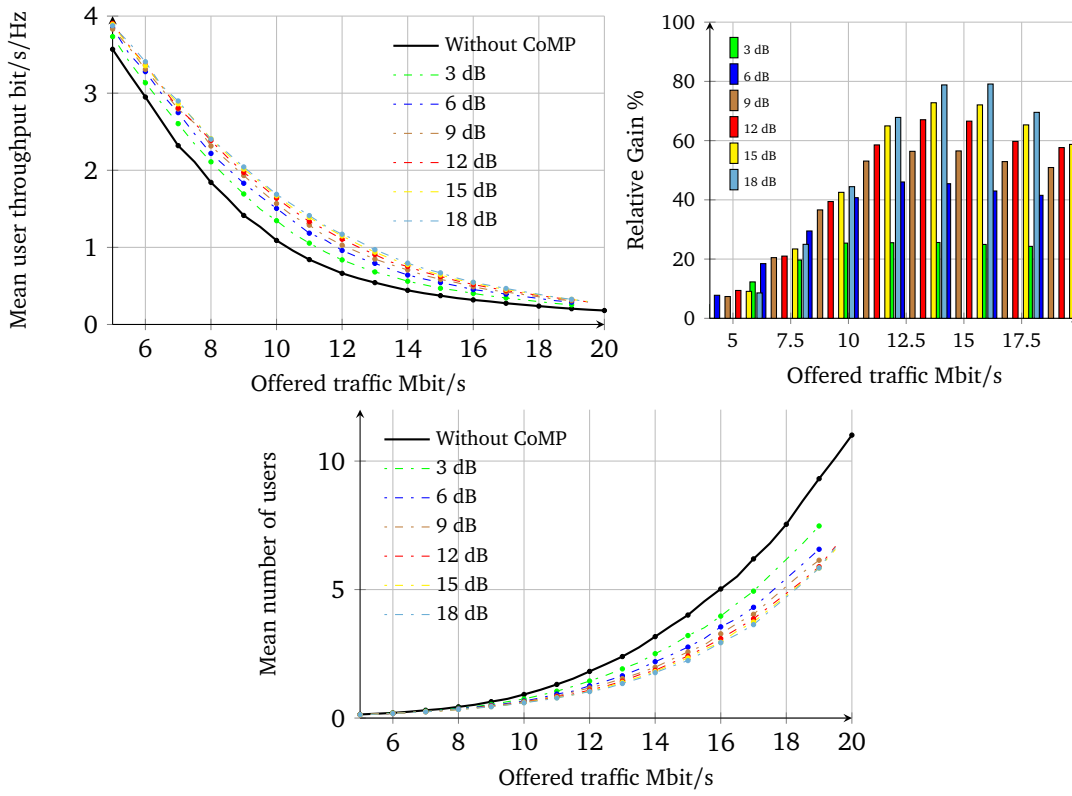 Mean user throughput bit/s/Hz
4
3
2
1
0
6 8 10 12 14 16 18 20
Offered traffic Mbit/s
Without CoMP
3 dB
6 dB
9 dB
12 dB
15 dB
18 dB
Relative Gain %
100
80
60
40
20
0
5 7.5 10 12.5 15 17.5
Offered traffic Mbit/s
3 dB
6 dB
9 dB
12 dB
15 dB
18 dB
Mean number of users
10
5
0
6 8 10 12 14 16 18 20
Offered traffic Mbit/s
Without CoMP
3 dB
6 dB
9 dB
12 dB
15 dB
18 dB